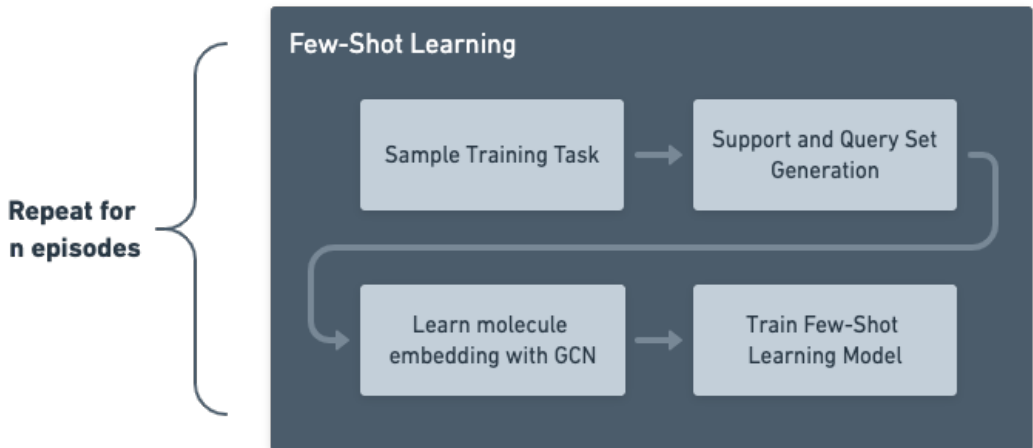 Few-Shot Learning
Sample Training Task
Support and Query Set
Generation
Repeat for
n episodes
Learn molecule
embedding with GCN
Train Few-Shot
Learning Model